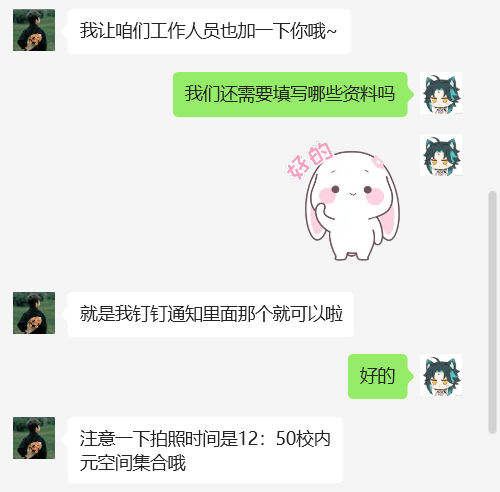 我让咱们工作人员也加一下你哦~
我们还需要填写哪些资料吗
好的
就是我钉钉通知里面那个就可以啦
好的
注意一下拍照时间是12：50校内
元空间集合哦